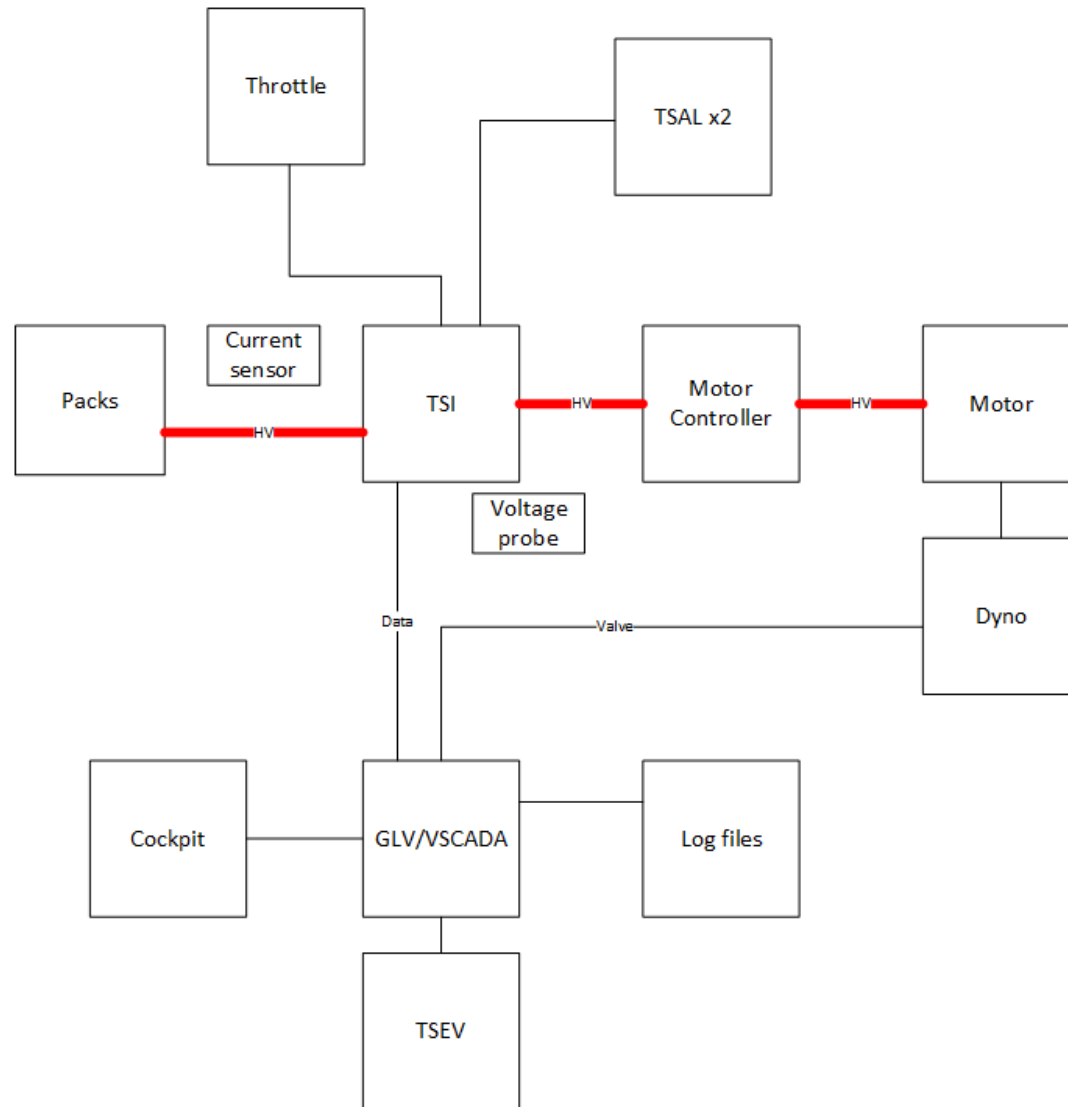 Throttle
TSAL x2
Current
sensor
Packs
HV
TSI
HV
Motor
Controller
HV
Motor
Voltage
probe
Data
Valve
Dyno
Cockpit
GLV/VSCADA
Log files
TSEV